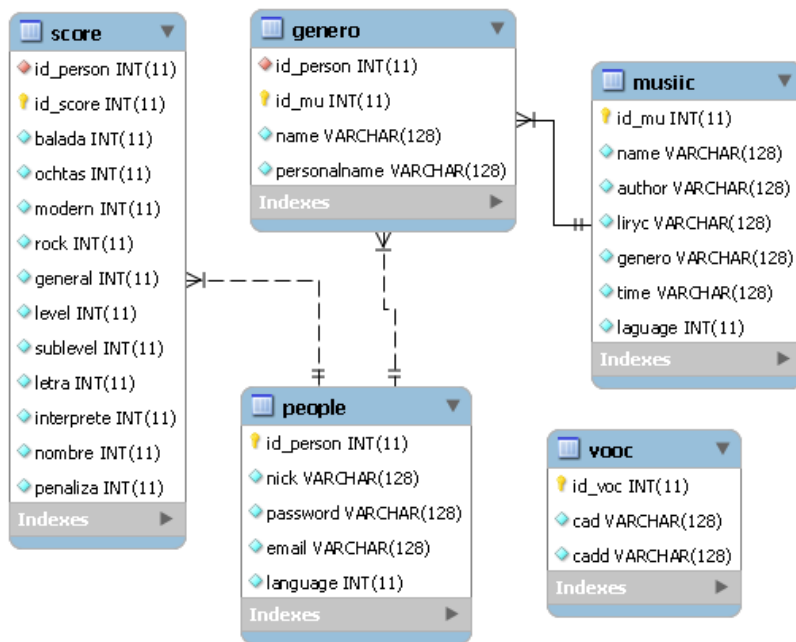 score
id_person INT(11)
id_score INT(11)
balada INT(11)
ochtas INT(11)
modern INT(11)
rock INT(11)
general INT(11)
level INT(11)
sublevel INT(11)
letra INT(11)
interprete INT(11)
nombre INT(11)
penaliza INT(11)
Indexes
genero
id_person INT(11)
id_mu INT(11)
name VARCHAR(128)
personalname VARCHAR(128)
Indexes
musiic
id_mu INT(11)
name VARCHAR(128)
author VARCHAR(128)
liryc VARCHAR(128)
genero VARCHAR(128)
time VARCHAR(128)
laguage INT(11)
Indexes
people
id_person INT(11)
nick VARCHAR(128)
password VARCHAR(128)
email VARCHAR(128)
language INT(11)
Indexes
vooc
id_voc INT(11)
cad VARCHAR(128)
cadd VARCHAR(128)
Indexes